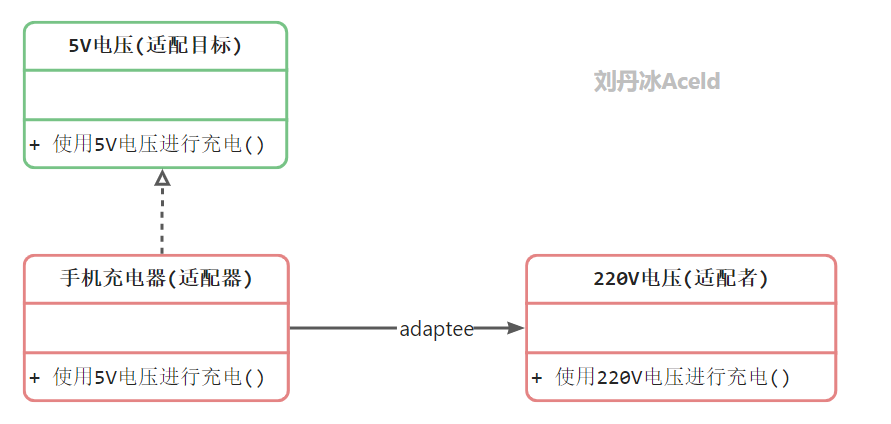 5V电压(适配目标)
刘丹冰Aceld
+ 使用5V电压进行充电()
手机充电器(适配器)
220V电压(适配者)
adaptee
+ 使用5V电压进行充电()
+ 使用220V电压进行充电()